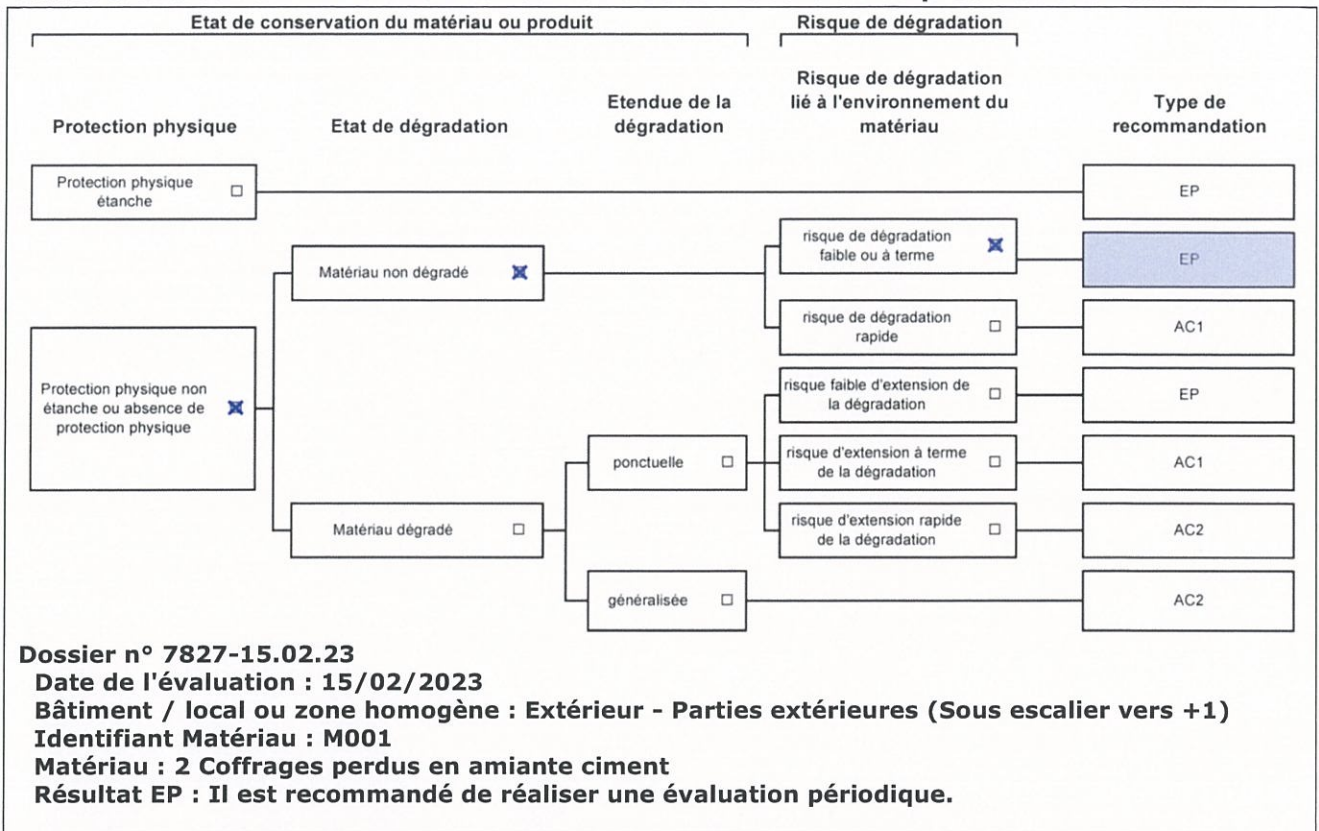 Etat de conservation du matériau ou produit
Risque de dégradation
Protection physique
Etat de dégradation
Etendue de la
dégradation
Risque de dégradation
lié à l'environnement du
matériau
Type de
recommandation
Protection physique
étanche
EP
Matériau non dégradé
risque de dégradation
faible ou à terme
EP
risque de dégradation
rapide
AC1
Protection physique non
étanche ou absence de
protection physique
risque faible d'extension de
la dégradation
EP
ponctuelle
risque d'extension à terme
de la dégradation
AC1
Matériau dégradé
risque d'extension rapide
de la dégradation
AC2
généralisée
AC2
Dossier n° 7827-15.02.23
Date de l'évaluation : 15/02/2023
Bâtiment / local ou zone homogène : Extérieur - Parties extérieures (Sous escalier vers +1)
Identifiant Matériau : M001
Matériau : 2 Coffrages perdus en amiante ciment
Résultat EP : Il est recommandé de réaliser une évaluation périodique.